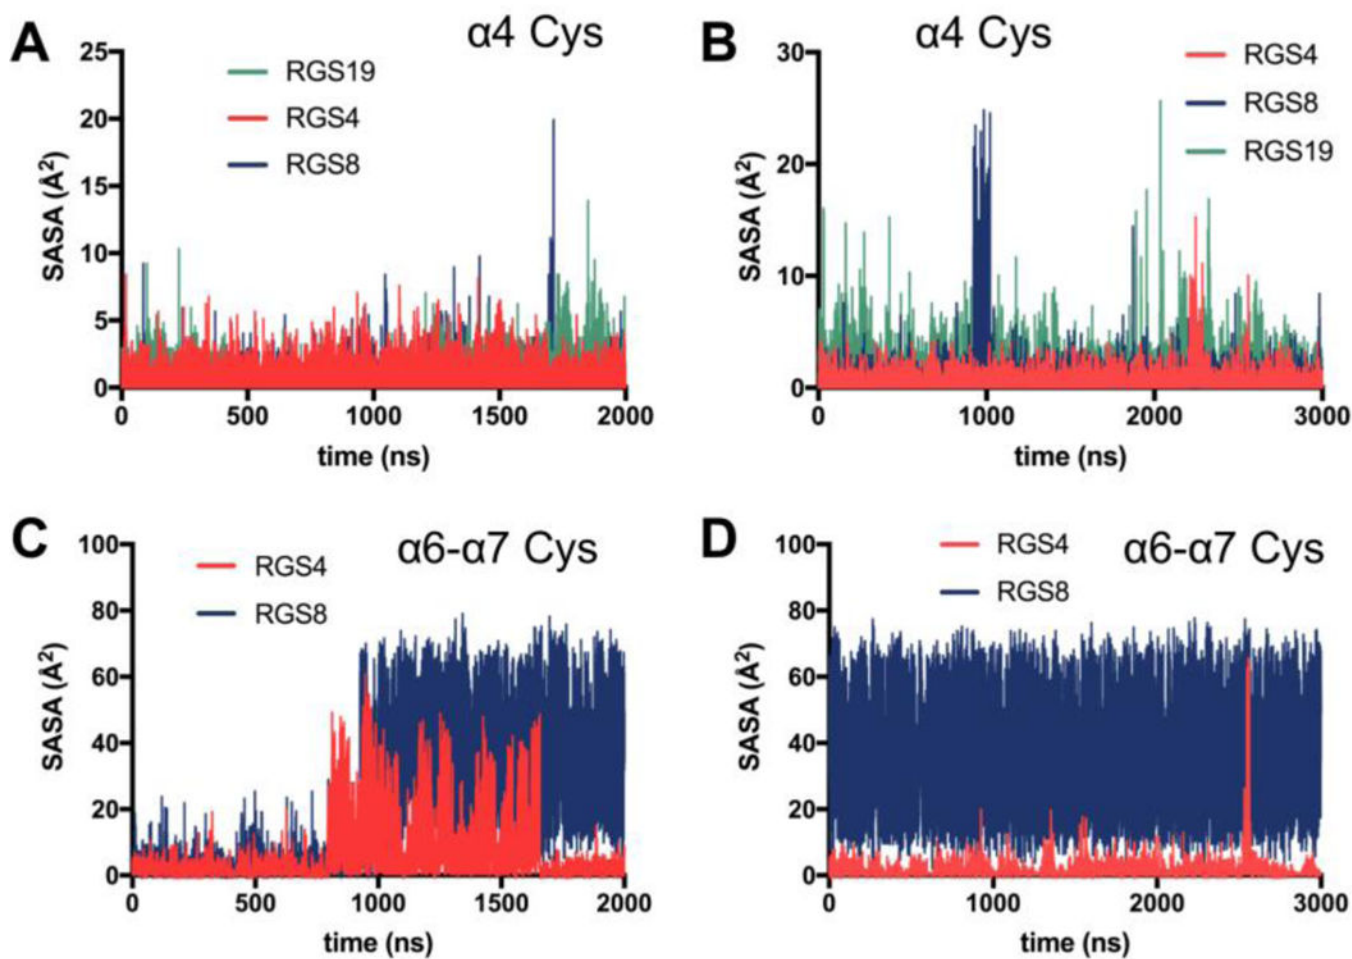 A
α4 Cys
25
20
15
10
5
0
SASA (Å²)
RGS19
RGS4
RGS8
0 500 1000 1500 2000
time (ns)
B
α4 Cys
30
20
10
0
SASA (Å²)
RGS4
RGS8
RGS19
0 1000 2000 3000
time (ns)
C
α6-α7 Cys
100
80
60
40
20
0
SASA (Å²)
RGS4
RGS8
0 500 1000 1500 2000
time (ns)
D
α6-α7 Cys
100
80
60
40
20
0
SASA (Å²)
RGS4
RGS8
0 1000 2000 3000
time (ns)